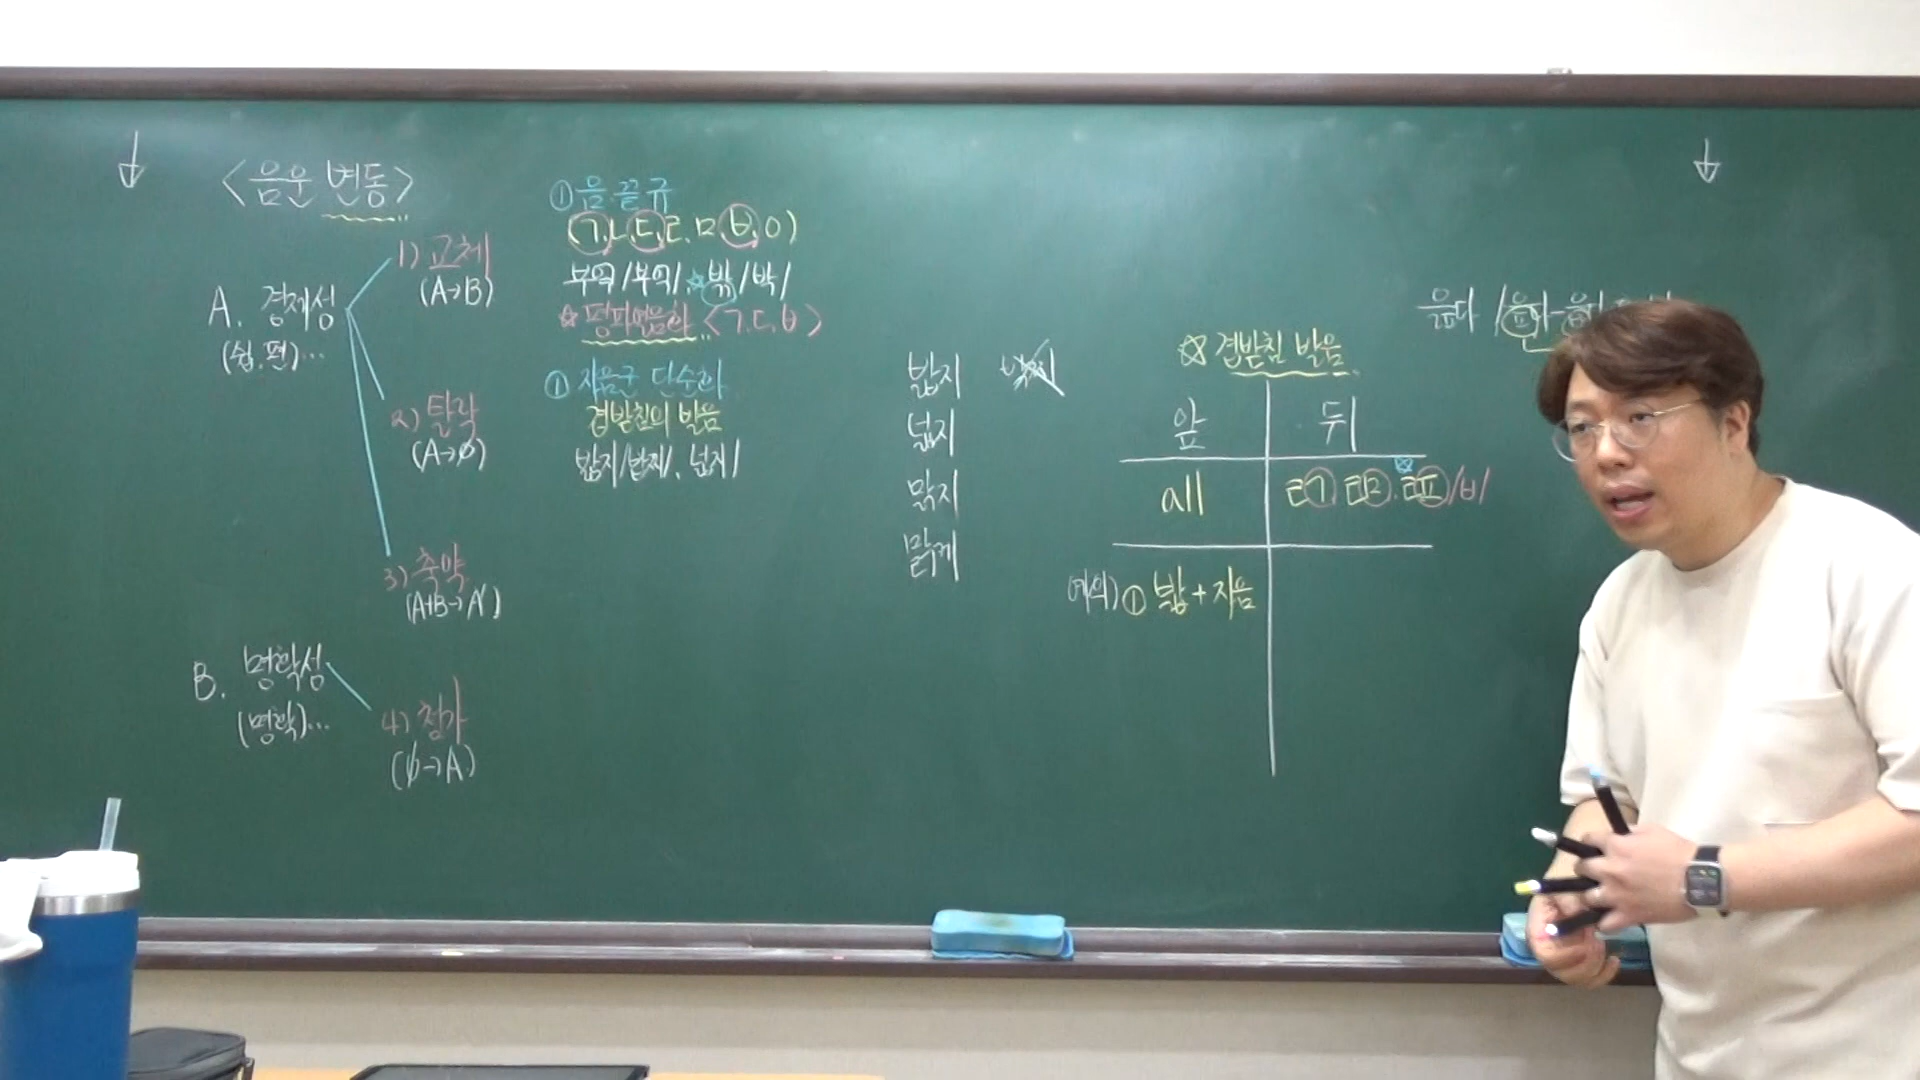 <음운 변동>
A. 경제성
(쉽.편)...
1) 교체
(A→B)
2) 탈락
(A→ø)
3) 축약
(A+B→A')
B. 명확성
(명확)...
4) 첨가
(ø→A)
① 음.끝.규
(ㄱ,ㄴ,ㄷ,ㄹ,ㅁ,ㅂ,ㅇ)
부엌/부억/, ☆밖/박/
☆평파열음화 <ㄱ.ㄷ.ㅂ>
① 자음군 단순화
겹받침의 발음
밟지/밥찌/, 넓지/
밟지
넓지
맑지
맑게
☆ 겹받침 발음
앞 뒤
all ㄹㄱ, ㄹㅁ, ㄹㅍ/ㅂ/
예외) ① 밟+자음
읊다